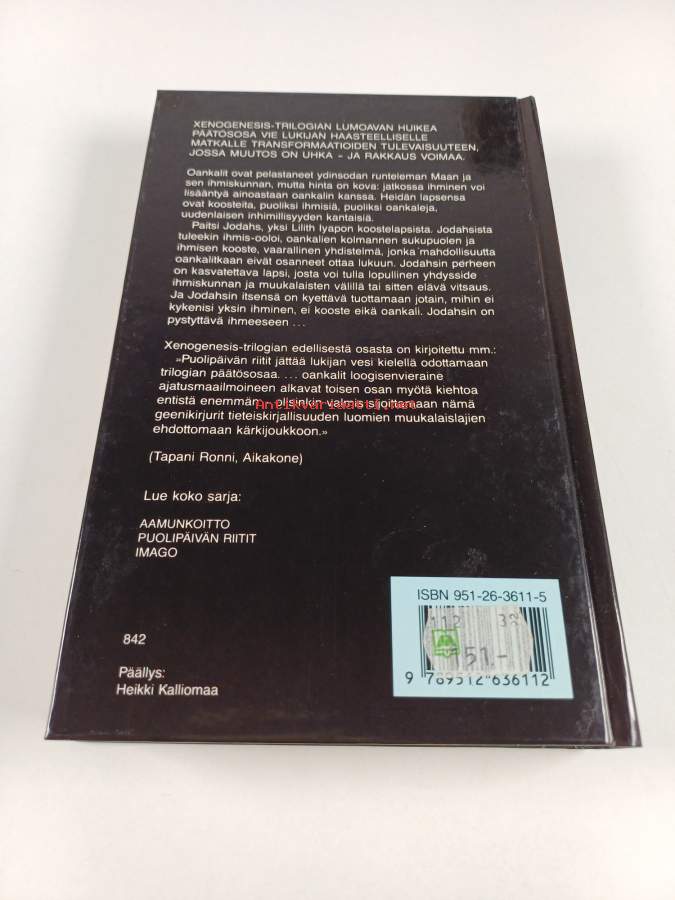 XENOGENESIS-TRILOGIAN LUMOAVAN HUIKEA
PÄÄTÖSOSA VIE LUKIJAN HAASTEELLISELLE
MATKALLE TRANSFORMAATIOIDEN TULEVAISUUTEEN,
JOSSA MUUTOS ON UHKA – JA RAKKAUS VOIMAA.
Oankalit ovat pelastaneet ydinsodan runteleman Maan ja
sen ihmiskunnan, mutta hinta on kova: jatkossa ihminen voi
lisääntyä ainoastaan oankalin kanssa. Heidän lapsensa
ovat koosteita, puoliksi ihmisiä, puoliksi oankaleja,
uudenlaisen inhimillisyyden kantaisiä.
Paitsi Jodahs, yksi Lilith Iyapon koostelapsista. Jodahsista
tuleekin ihmis-ooloi, oankalien kolmannen sukupuolen ja
ihmisen kooste, vaarallinen yhdistelmä, jonka mahdollisuutta
oankalitkaan eivät osanneet ottaa lukuun. Jodahsin perheen
on kasvatettava lapsi, josta voi tulla lopullinen yhdysside
ihmiskunnan ja muukalaisten välillä tai sitten elävä vitsaus.
Ja Jodahsin itsensä on kyettävä tuottamaan jotain, mihin ei
kykenisi yksin ihminen, ei kooste eikä oankali. Jodahsin on
pystyttävä ihmeeseen ...
Xenogenesis-trilogian edellisestä osasta on kirjoitettu mm.:
»Puolipäivän riitit jättää lukijan vesi kielellä odottamaan
trilogian päätösosaa. ... oankalit loogisenvieraine
ajatusmaailmoineen alkavat toisen osan myötä kiehtoa
entistä enemmän – olisinkin valmis sijoittamaan nämä
Antikvariaatti.net
geenikirjurit tieteiskirjallisuuden luomien muukalaislajien
ehdottomaan kärkijoukkoon.»
(Tapani Ronni, Aikakone)
Lue koko sarja:
AAMUNKOITTO
PUOLIPÄIVÄN RIITIT
IMAGO
842
Päällys:
Heikki Kalliomaa
ISBN 951-26-3611-5
112
151.-
9 789512 636112